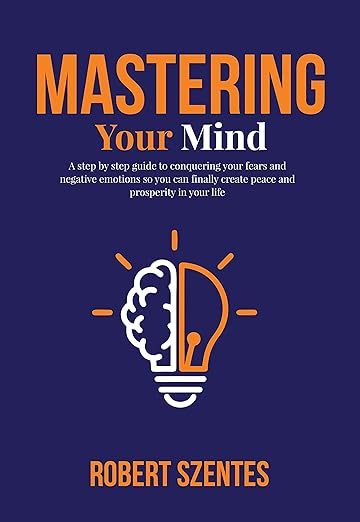 MASTERING
Your Mind
A step by step guide to conquering your fears and
negative emotions so you can finally create peace and
prosperity in your life
ROBERT SZENTES